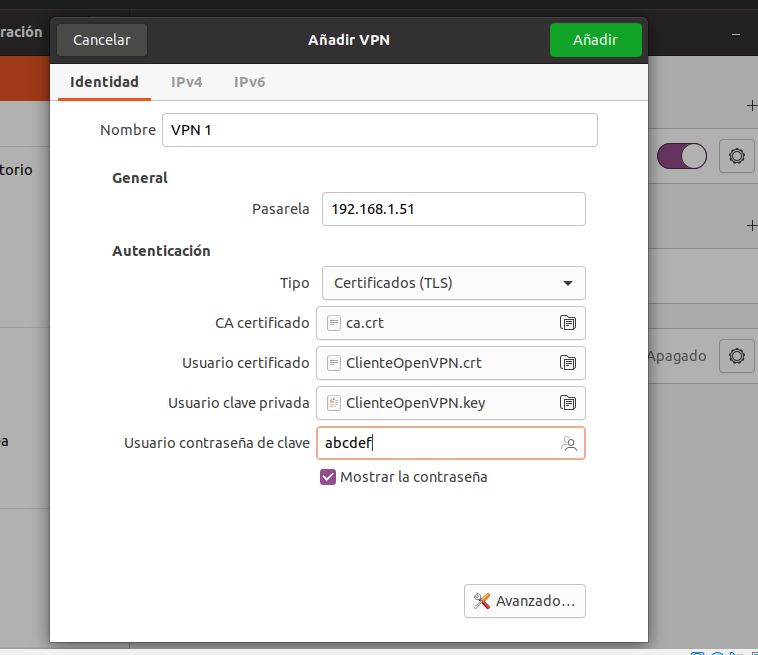 ración
Cancelar
Añadir VPN
Añadir
Identidad
IPv4
IPv6
Nombre
VPN 1
torio
General
Pasarela
192.168.1.51
Autenticación
Tipo
Certificados (TLS)
CA certificado
ca.crt
Usuario certificado
ClienteOpenVPN.crt
Apagado
Usuario clave privada
ClienteOpenVPN.key
Usuario contraseña de clave
abcdef
a
Mostrar la contraseña
Avanzado...